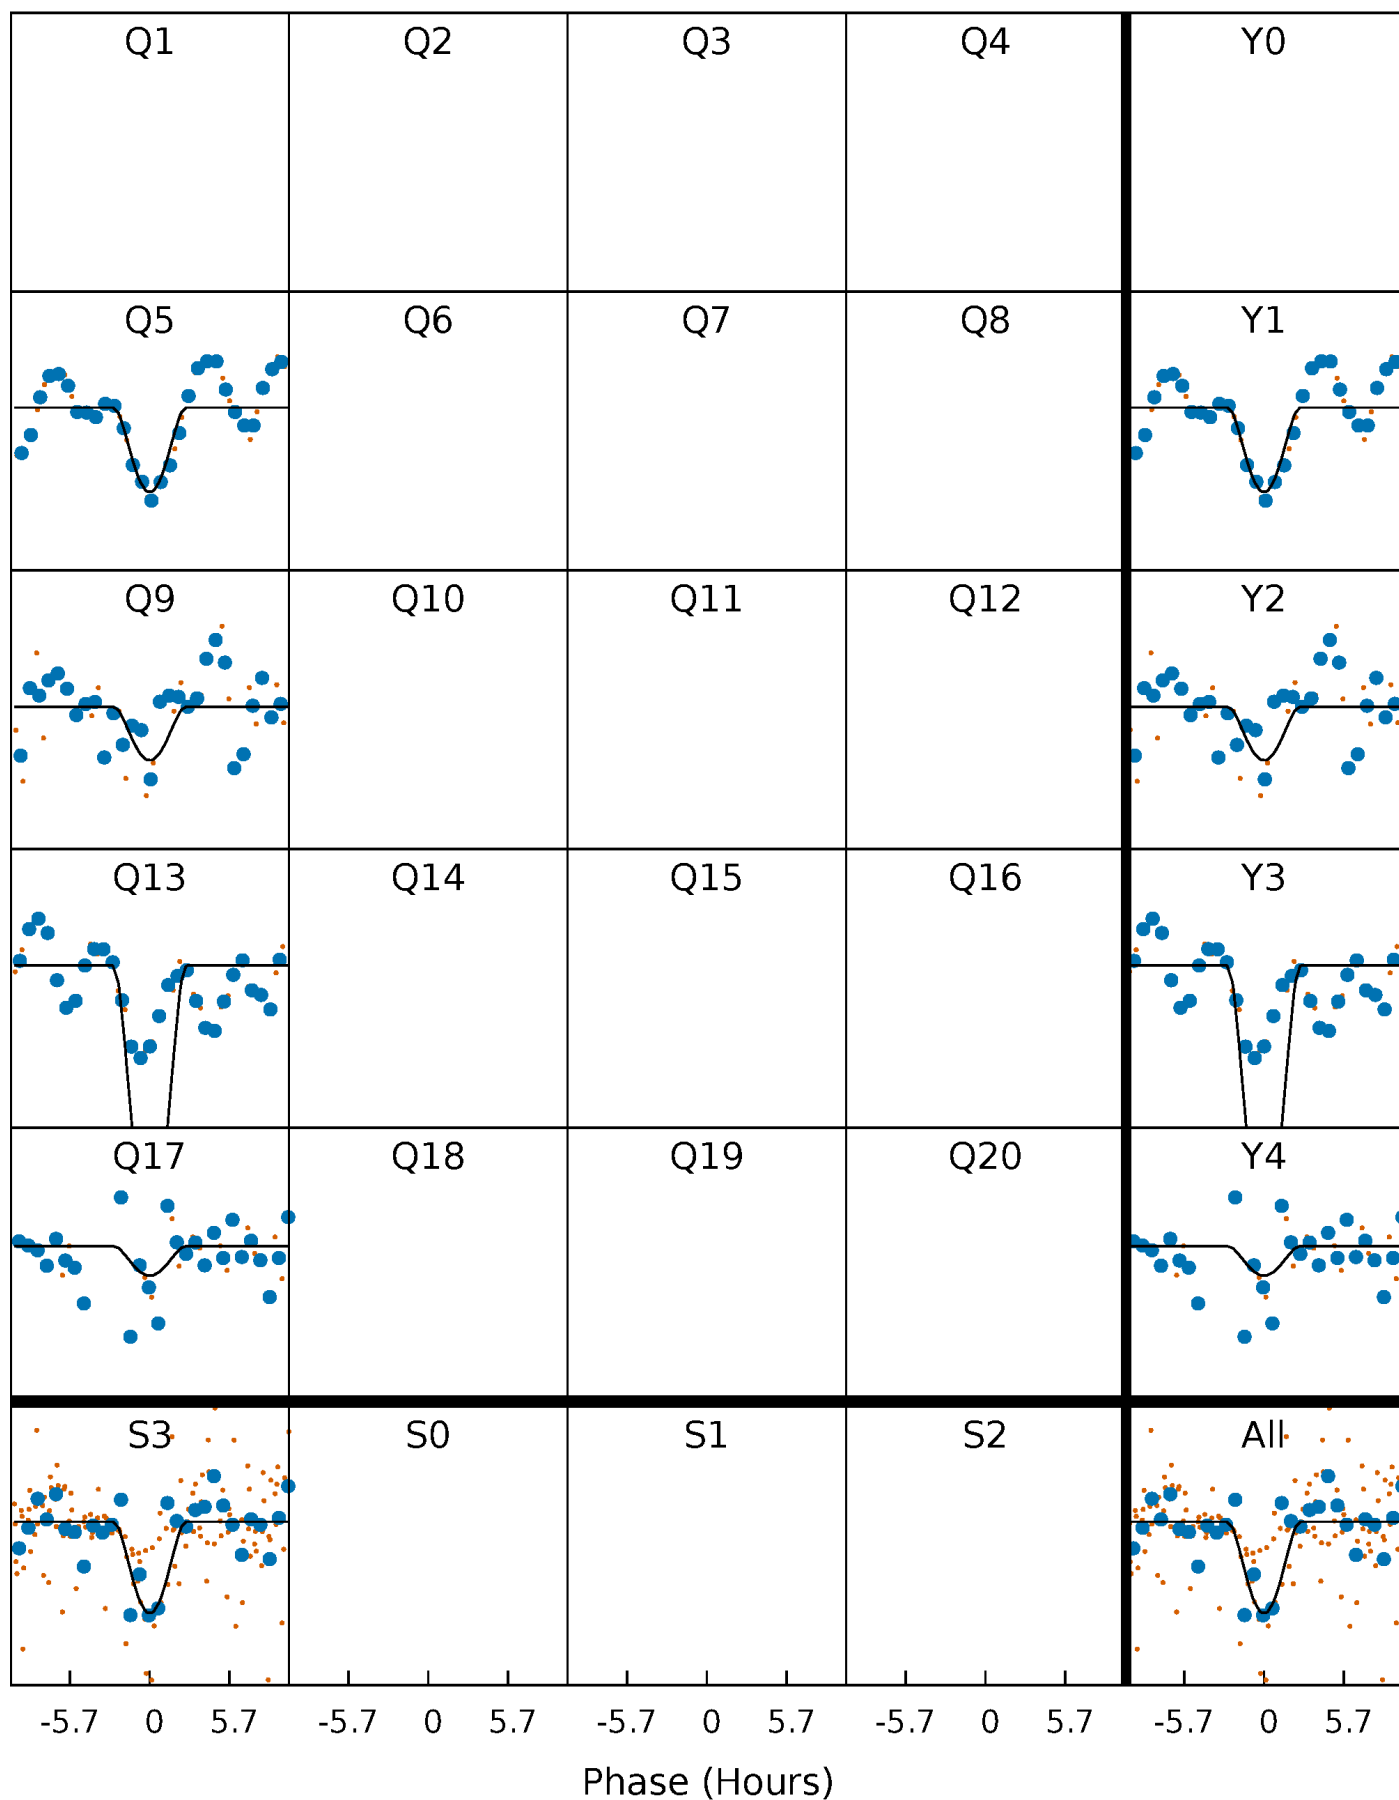 Q1 Q2 Q3 Q4 Y0
Q5 Q6 Q7 Q8 Y1
Q9 Q10 Q11 Q12 Y2
Q13 Q14 Q15 Q16 Y3
Q17 Q18 Q19 Q20 Y4
S3 S0 S1 S2 All
-5.7 0 5.7 -5.7 0 5.7 -5.7 0 5.7 -5.7 0 5.7 -5.7 0 5.7
Phase (Hours)